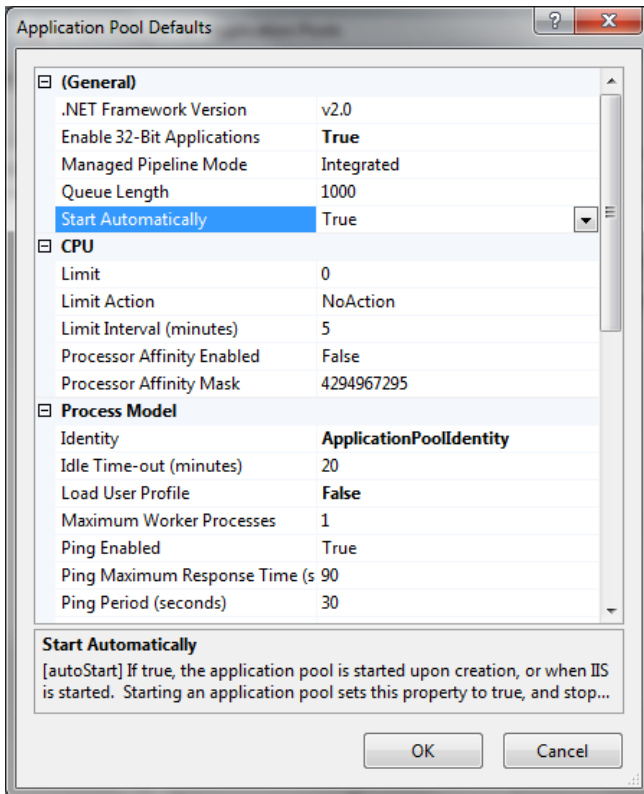 Application Pool Defaults
(General)
.NET Framework Version v2.0
Enable 32-Bit Applications True
Managed Pipeline Mode Integrated
Queue Length 1000
Start Automatically True
CPU
Limit 0
Limit Action NoAction
Limit Interval (minutes) 5
Processor Affinity Enabled False
Processor Affinity Mask 4294967295
Process Model
Identity ApplicationPoolIdentity
Idle Time-out (minutes) 20
Load User Profile False
Maximum Worker Processes 1
Ping Enabled True
Ping Maximum Response Time (s 90
Ping Period (seconds) 30
Start Automatically
[autoStart] If true, the application pool is started upon creation, or when IIS
is started. Starting an application pool sets this property to true, and stop...
OK Cancel